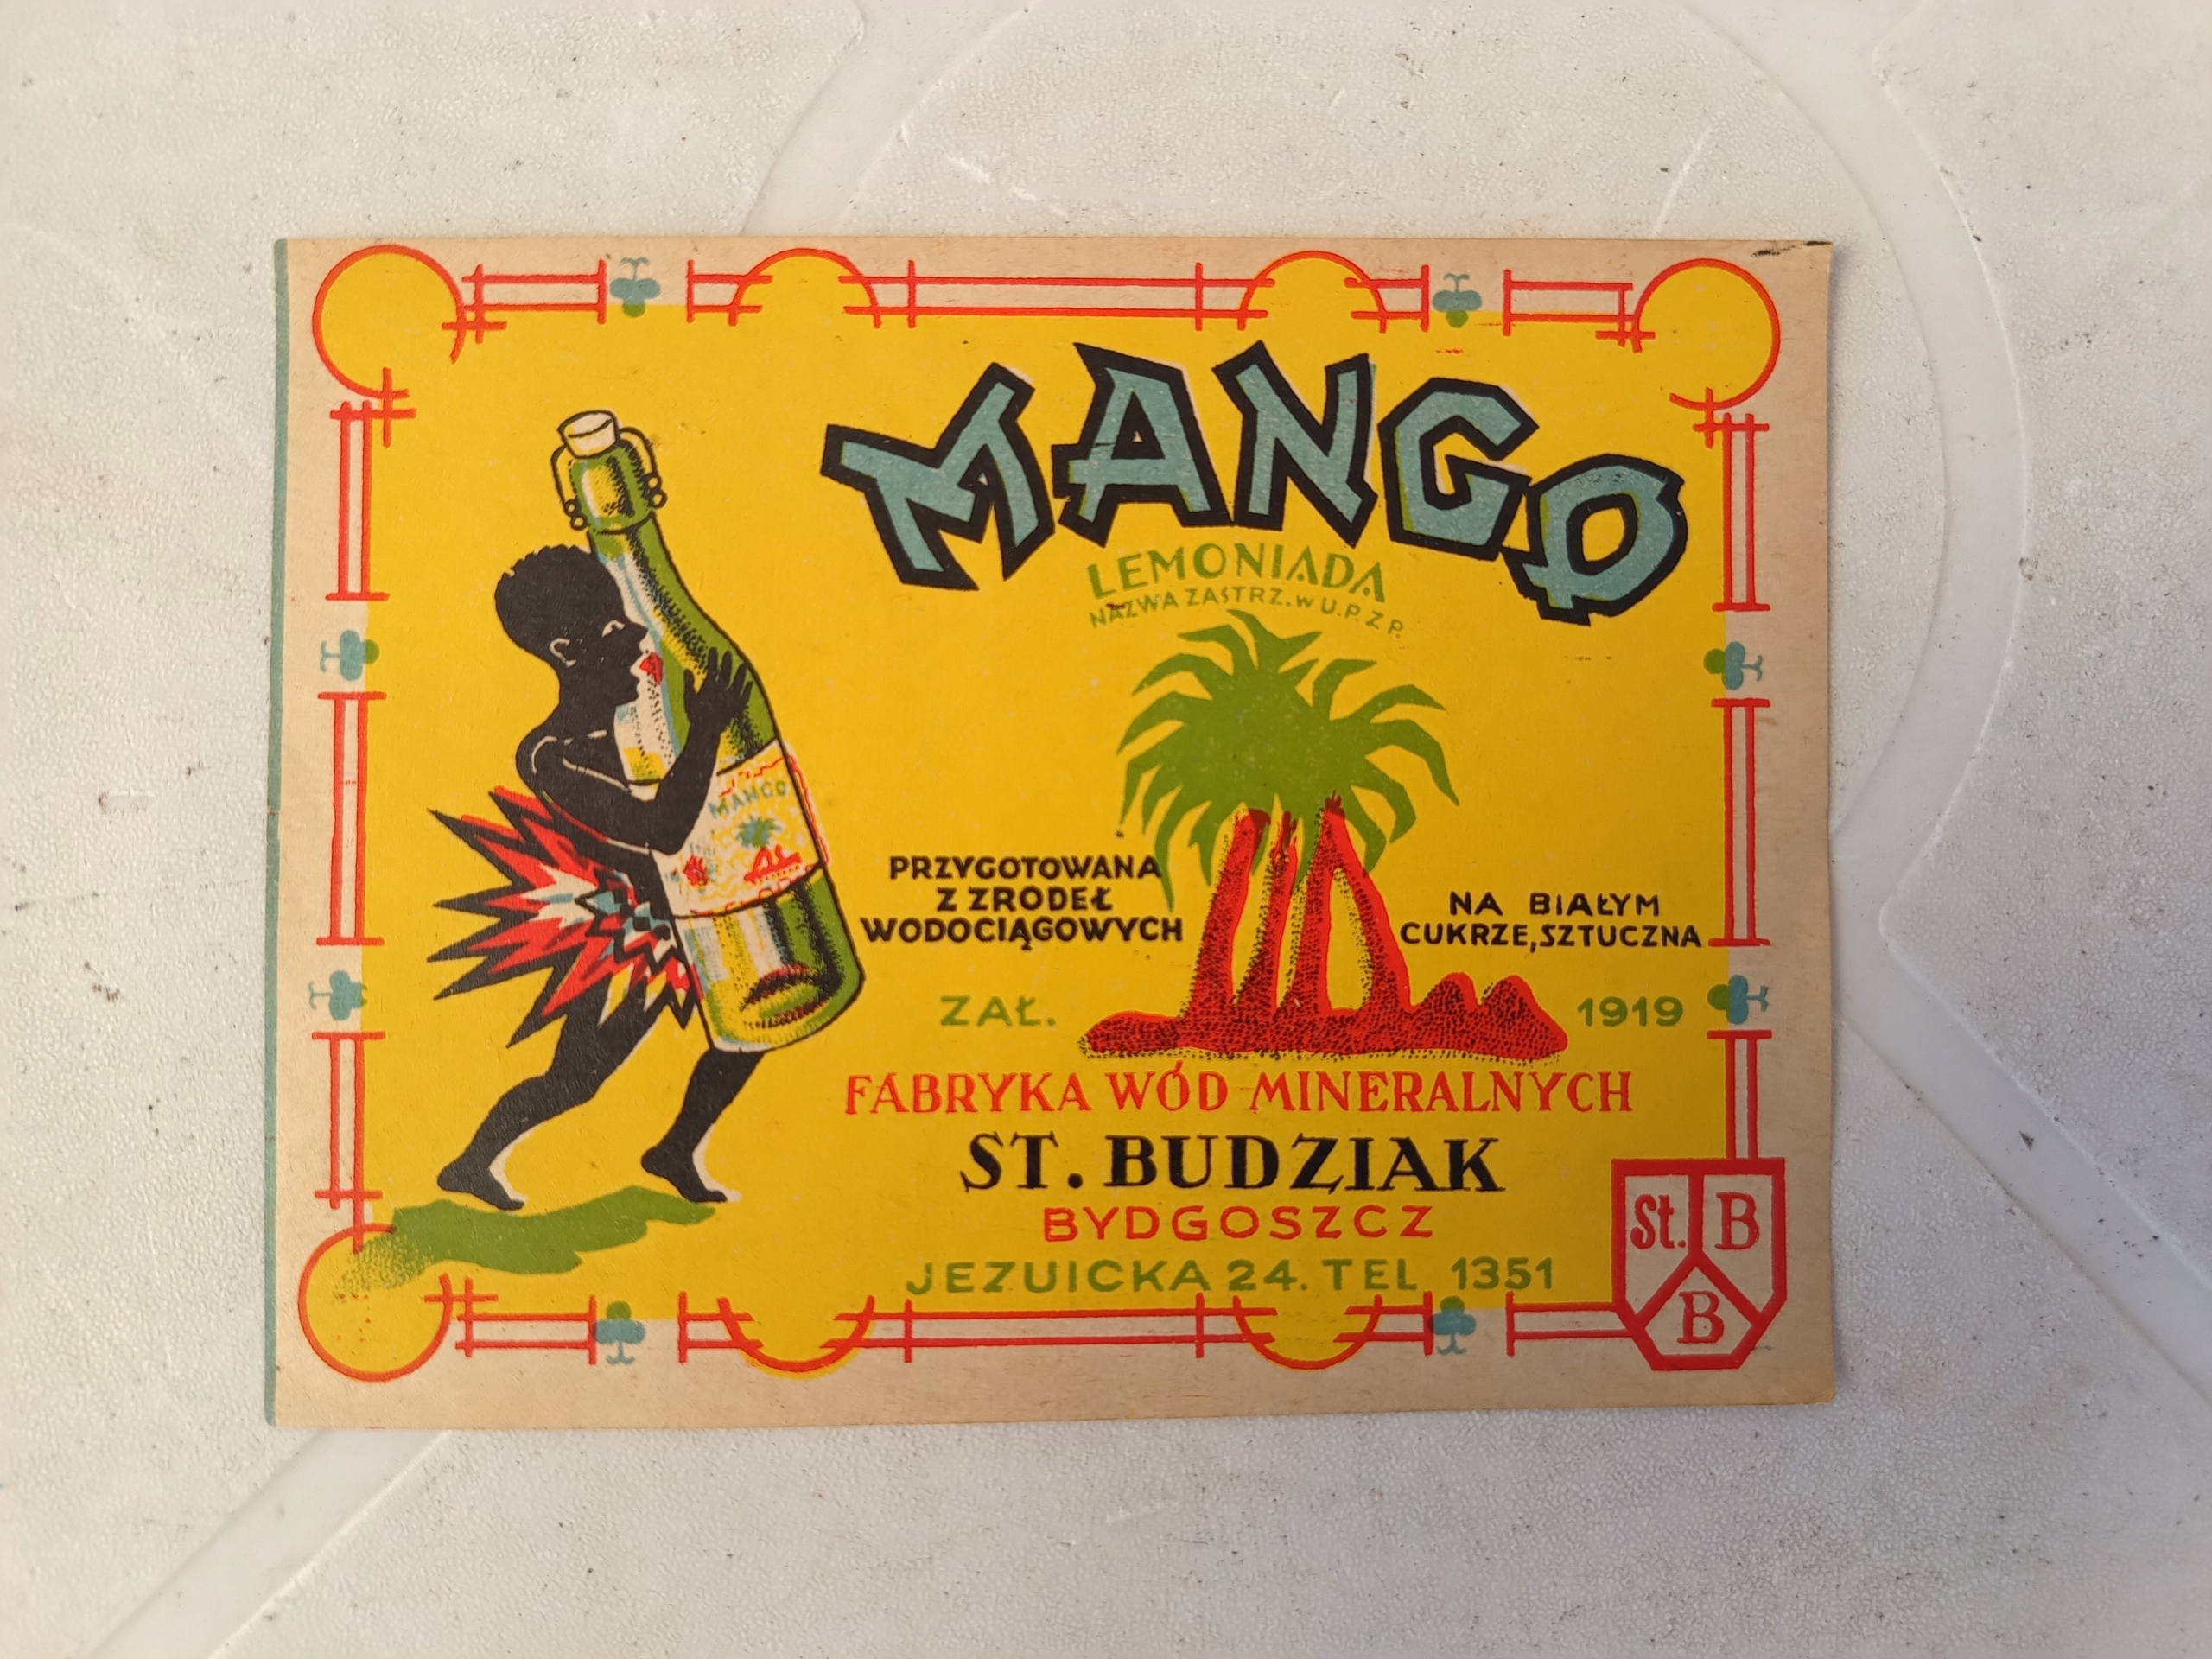 MANGO
LEMONIADA
NAZWA ZASTRZ. W U.P. Z P.
MANGO
PRZYGOTOWANA
Z ZRODEŁ
WODOCIĄGOWYCH
NA BIAŁYM
CUKRZE, SZTUCZNA
ZAŁ. 1919
FABRYKA WÓD MINERALNYCH
ST. BUDZIAK
BYDGOSZCZ
JEZUICKA 24. TEL 1351
St. B
B